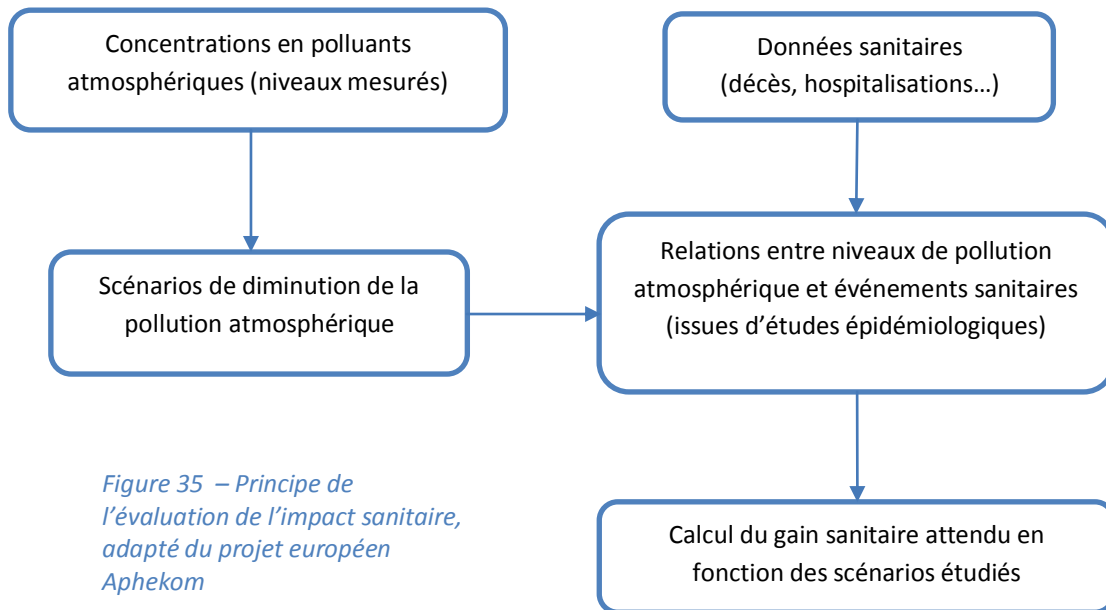 Concentrations en polluants
atmosphériques (niveaux mesurés)
Données sanitaires
(décès, hospitalisations…)
Scénarios de diminution de la
pollution atmosphérique
Relations entre niveaux de pollution
atmosphérique et événements sanitaires
(issues d’études épidémiologiques)
Figure 35 – Principe de
l’évaluation de l’impact sanitaire,
adapté du projet européen
Aphekom
Calcul du gain sanitaire attendu en
fonction des scénarios étudiés